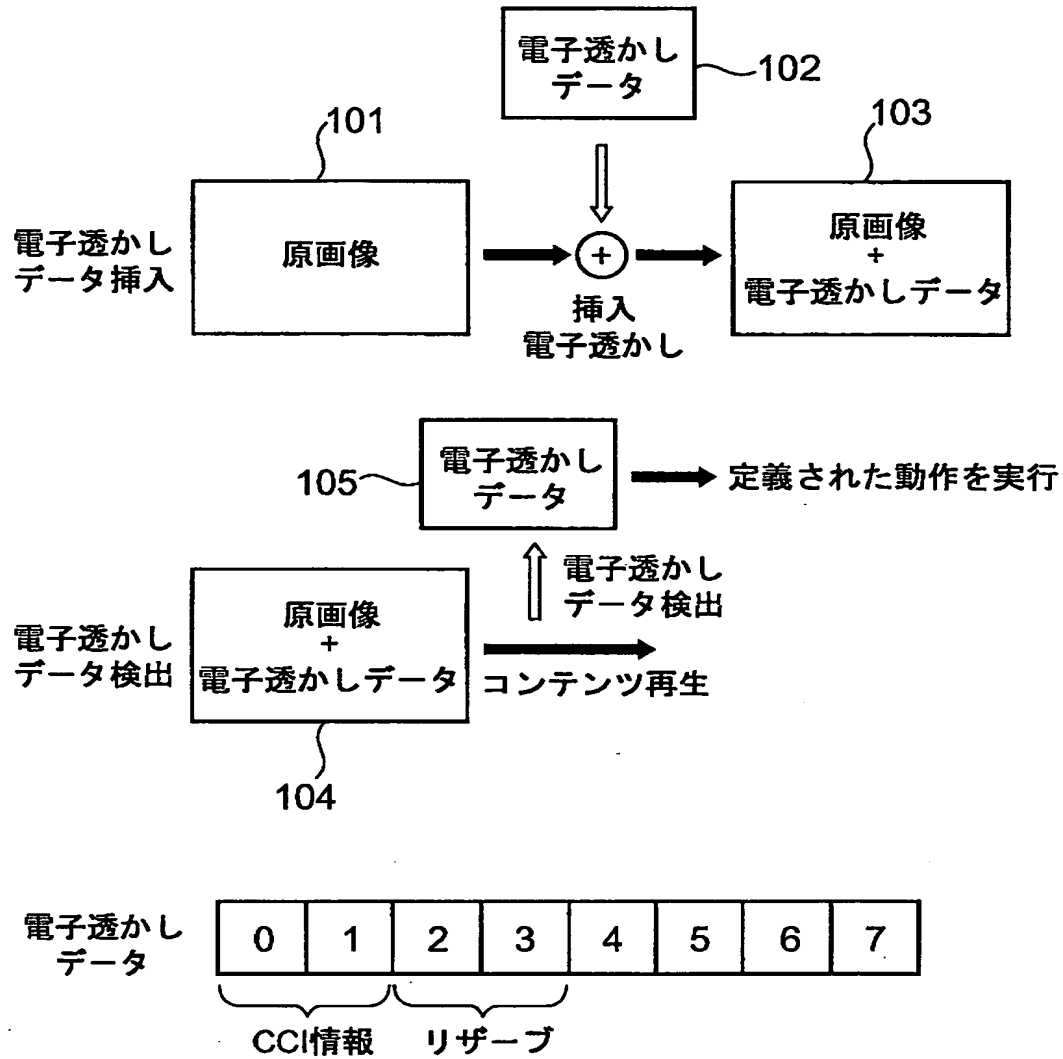 電子透かし
データ
102
101
103
電子透かし
データ挿入
原画像
+
原画像
+
電子透かしデータ
挿入
電子透かし
電子透かし
データ
105
定義された動作を実行
電子透かし
データ検出
電子透かし
データ検出
原画像
+
電子透かしデータ
コンテンツ再生
104
電子透かし
データ
0 1 2 3 4 5 6 7
CCI情報 リザーブ